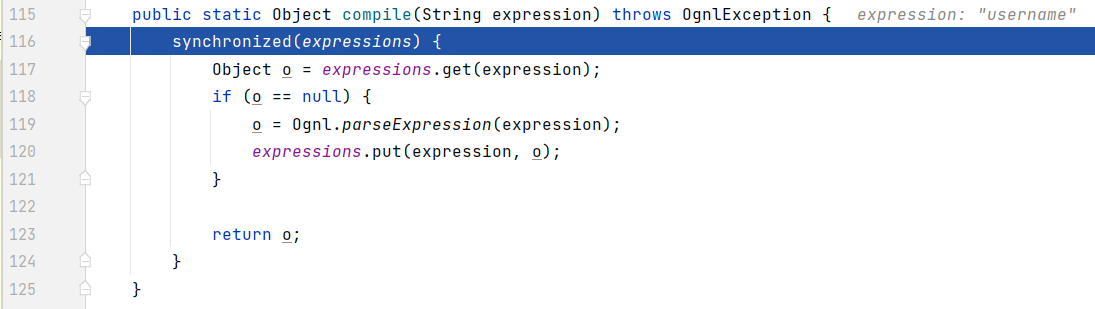 115 public static Object compile(String expression) throws OgnlException { expression: "username"
116 synchronized(expressions) {
117 Object o = expressions.get(expression);
118 if (o == null) {
119 o = Ognl.parseExpression(expression);
120 expressions.put(expression, o);
121 }
122
123 return o;
124 }
125 }